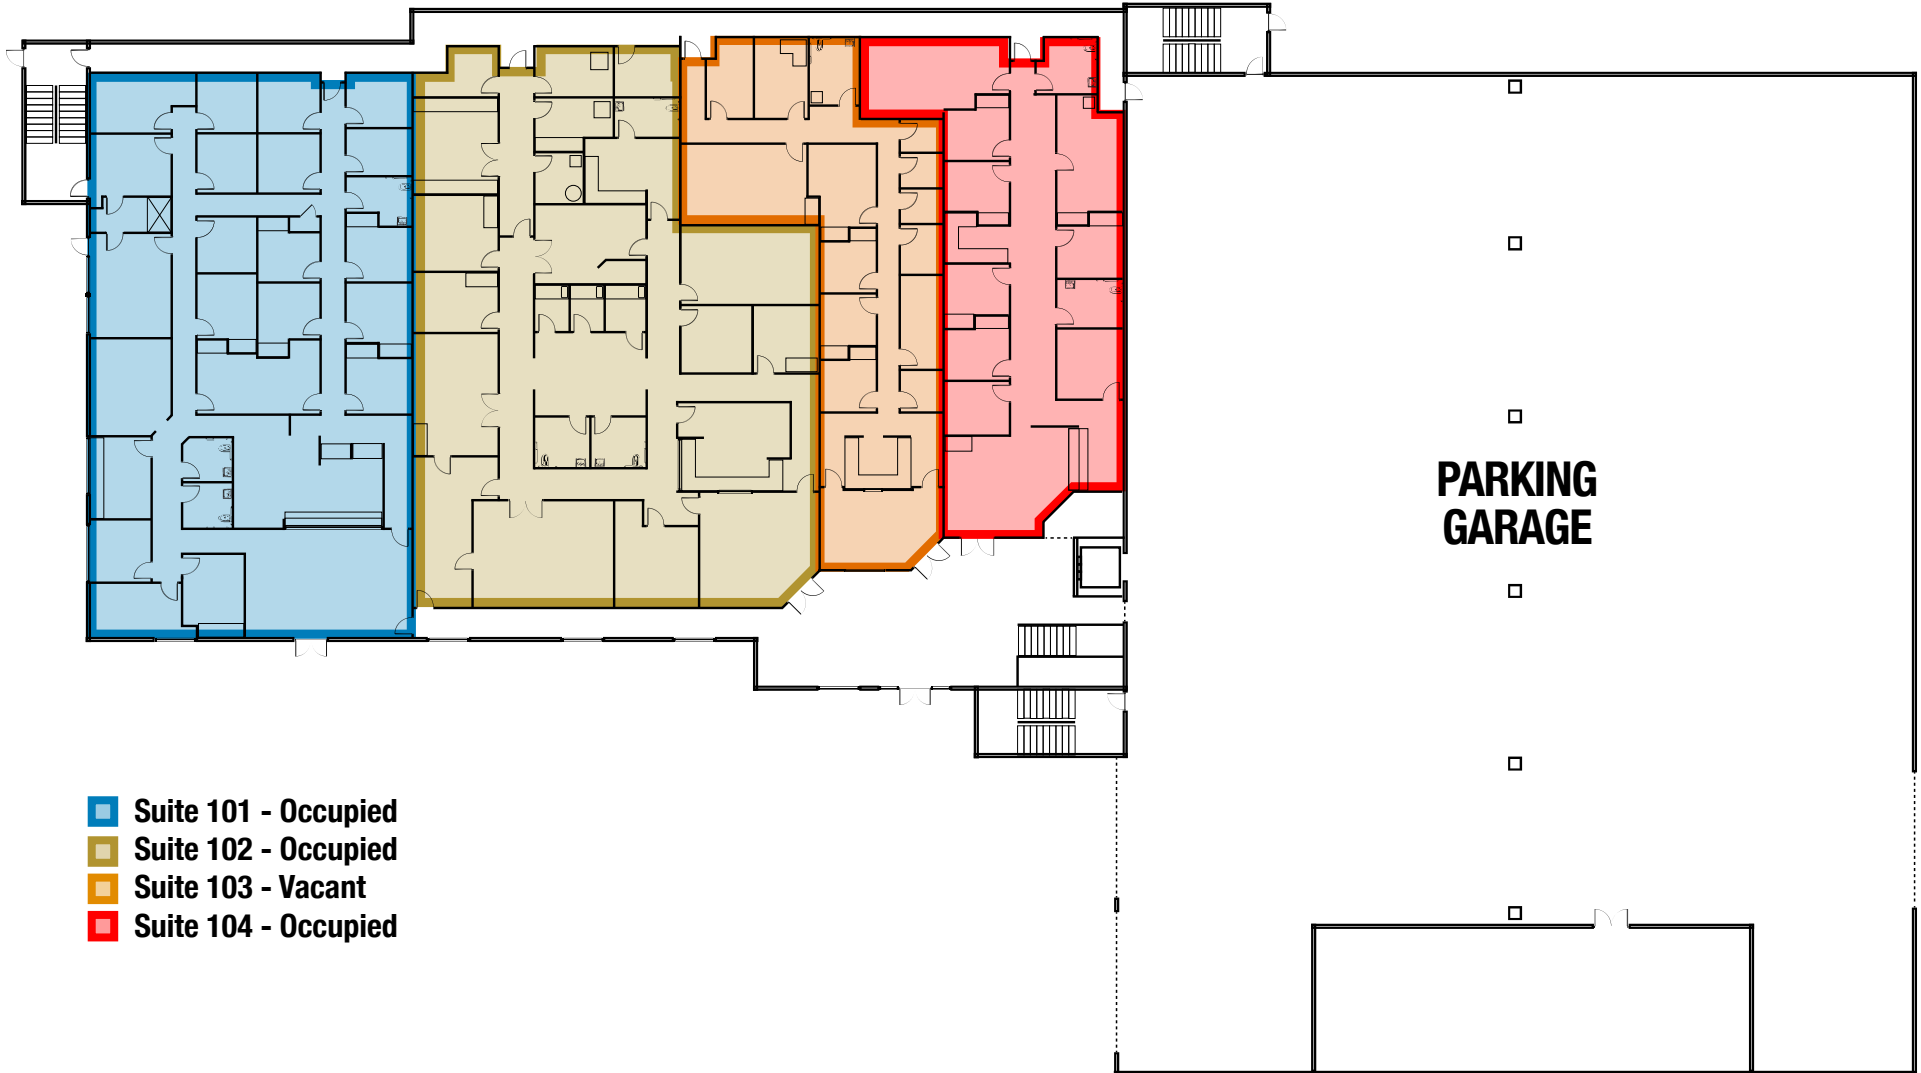 PARKING
GARAGE
Suite 101 - Occupied
Suite 102 - Occupied
Suite 103 - Vacant
Suite 104 - Occupied